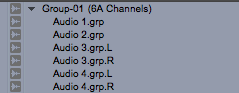 Group-01 (6A Channels)
Audio 1.grp
Audio 2.grp
Audio 3.grp.L
Audio 3.grp.R
Audio 4.grp.L
Audio 4.grp.R